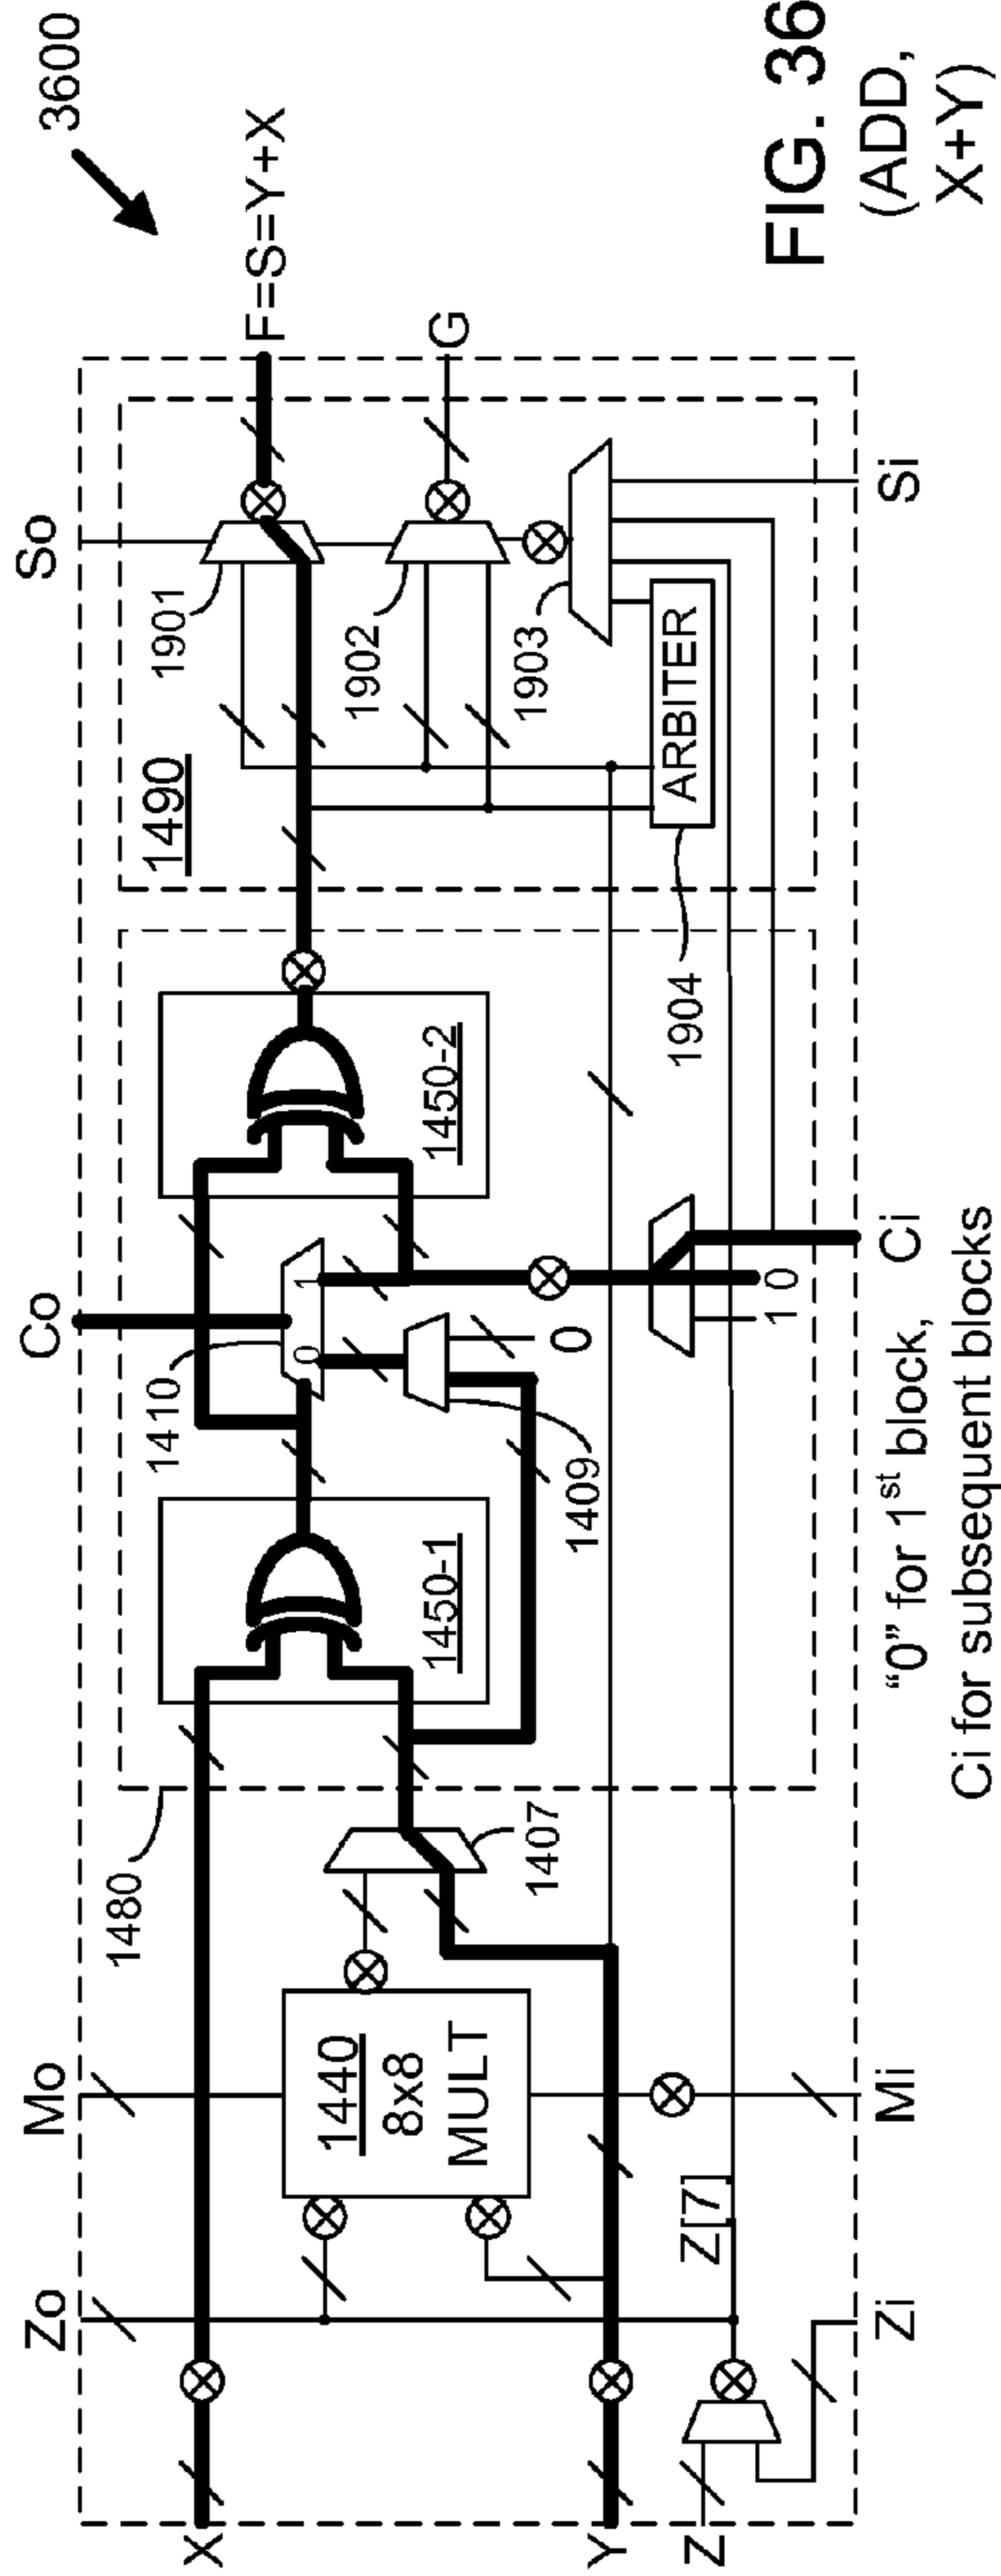 3600
Zo
Mo
Co
So
X
Y
Z
1480
1440
8x8
MULT
1407
Z[7]
1450-1
1410
0
1
1409
0
1450-2
1490
1901
1902
1903
1904
ARBITER
1 0
F=S=Y+X
G
Zi
Mi
Ci
Si
"0" for 1st block,
Ci for subsequent blocks
FIG. 36
(ADD,
X+Y)